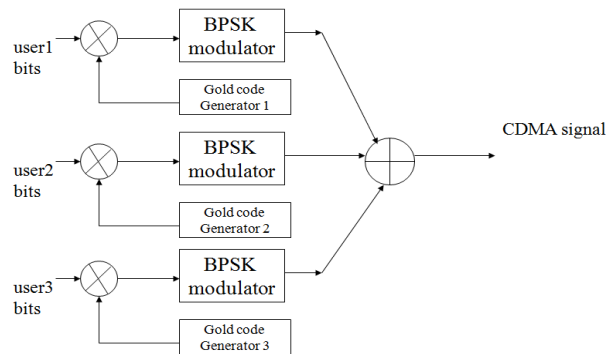 user1
bits
BPSK
modulator
Gold code
Generator 1
user2
bits
BPSK
modulator
Gold code
Generator 2
user3
bits
BPSK
modulator
Gold code
Generator 3
CDMA signal